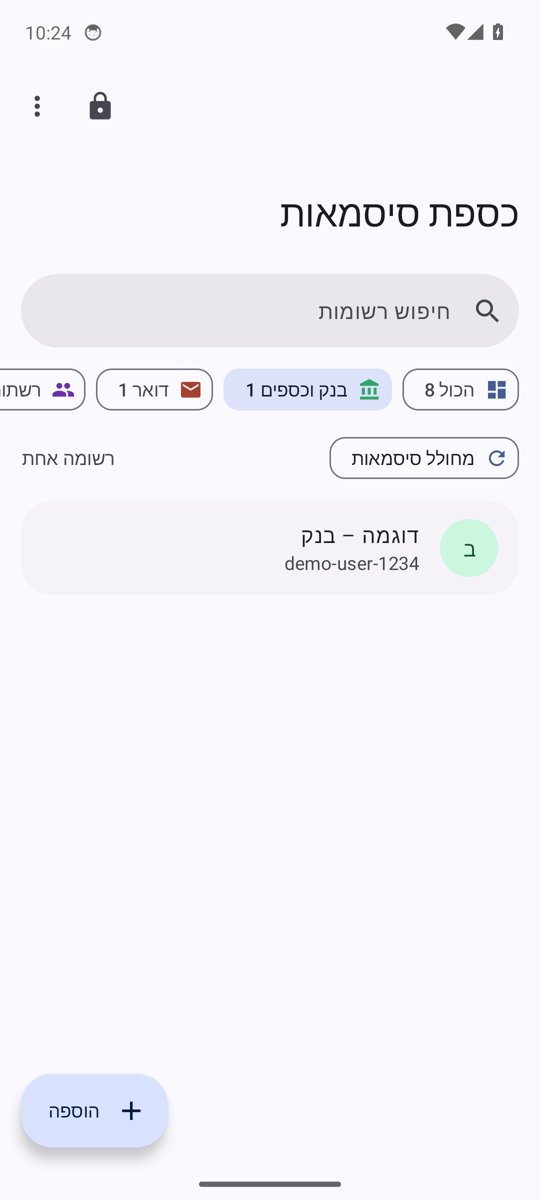 10:24
כספת סיסמאות
חיפוש רשומות
הכול 8
בנק וכספים 1
דואר 1
מחולל סיסמאות
רשומה אחת
ב
דוגמה – בנק
demo-user-1234
הוספה